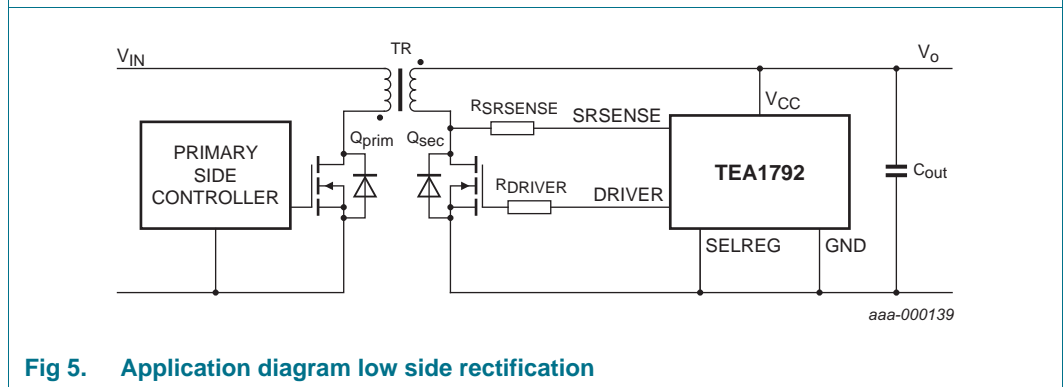 TR
VIN
Vo
VCC
RSRSENSE
SRSENSE
Qprim
Qsec
PRIMARY
SIDE
CONTROLLER
TEA1792
Cout
RDRIVER
DRIVER
SELREG
GND
aaa-000139
Fig 5. Application diagram low side rectification